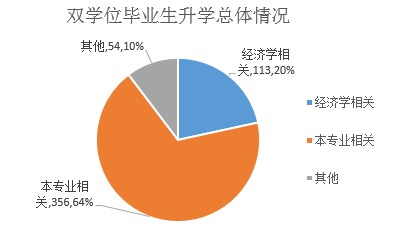 双学位毕业生升学总体情况
其他,54,10%
经济学相
关,113,20%
本专业相
关,356,64%
经济学相关
本专业相关
其他